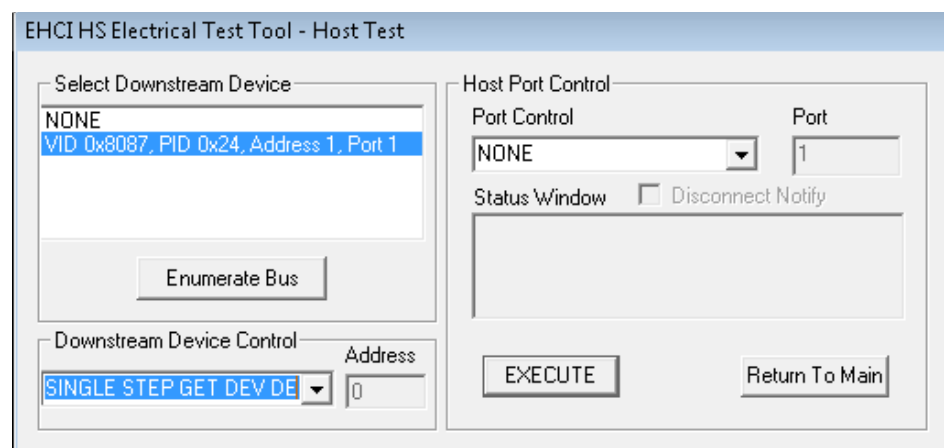 EHCI HS Electrical Test Tool - Host Test
Select Downstream Device
NONE
VID 0x8087, PID 0x24, Address 1, Port 1
Enumerate Bus
Downstream Device Control
Address
SINGLE STEP GET DEV DE
0
Host Port Control
Port Control
Port
NONE
1
Status Window
Disconnect Notify
EXECUTE
Return To Main